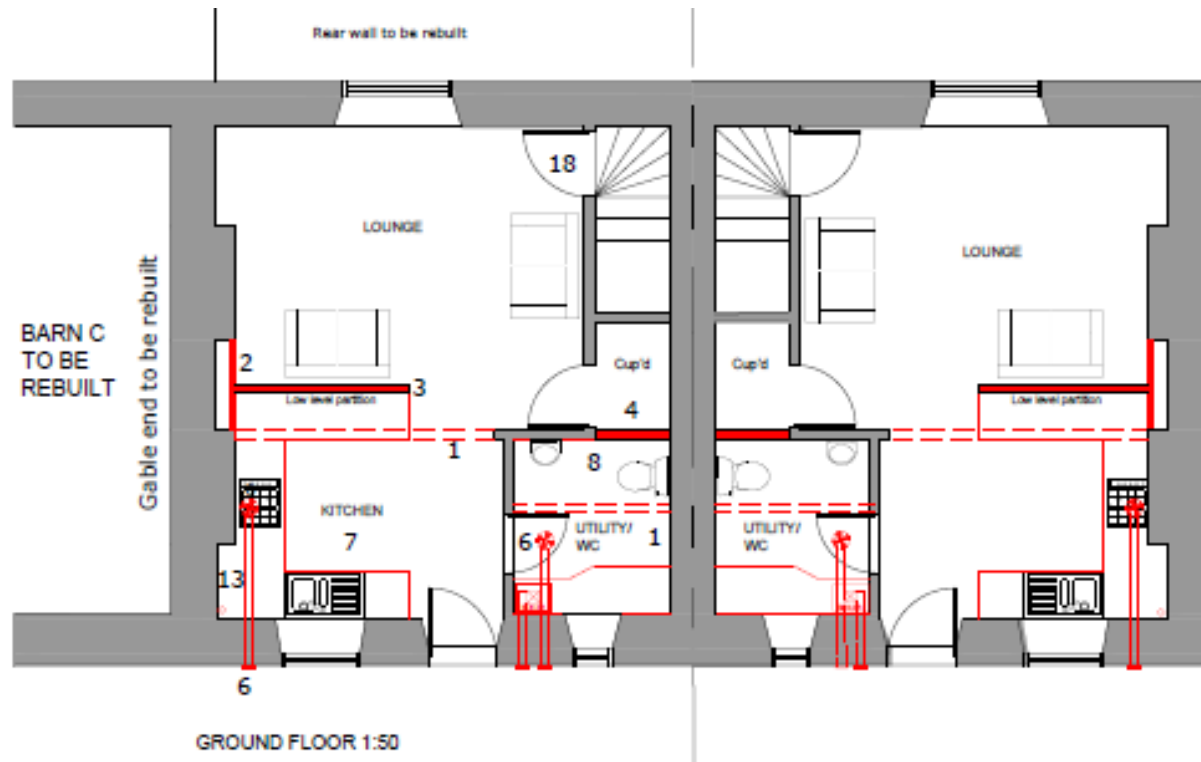 Rear wall to be rebuilt
18
LOUNGE
LOUNGE
Gable end to be rebuilt
BARN C
TO BE
REBUILT
2
Cup'd
Cup'd
3
Low level partition
4
Low level partition
1
8
KITCHEN
7
6
UTILITY/
WC
1
UTILITY/
WC
13
6
GROUND FLOOR 1:50